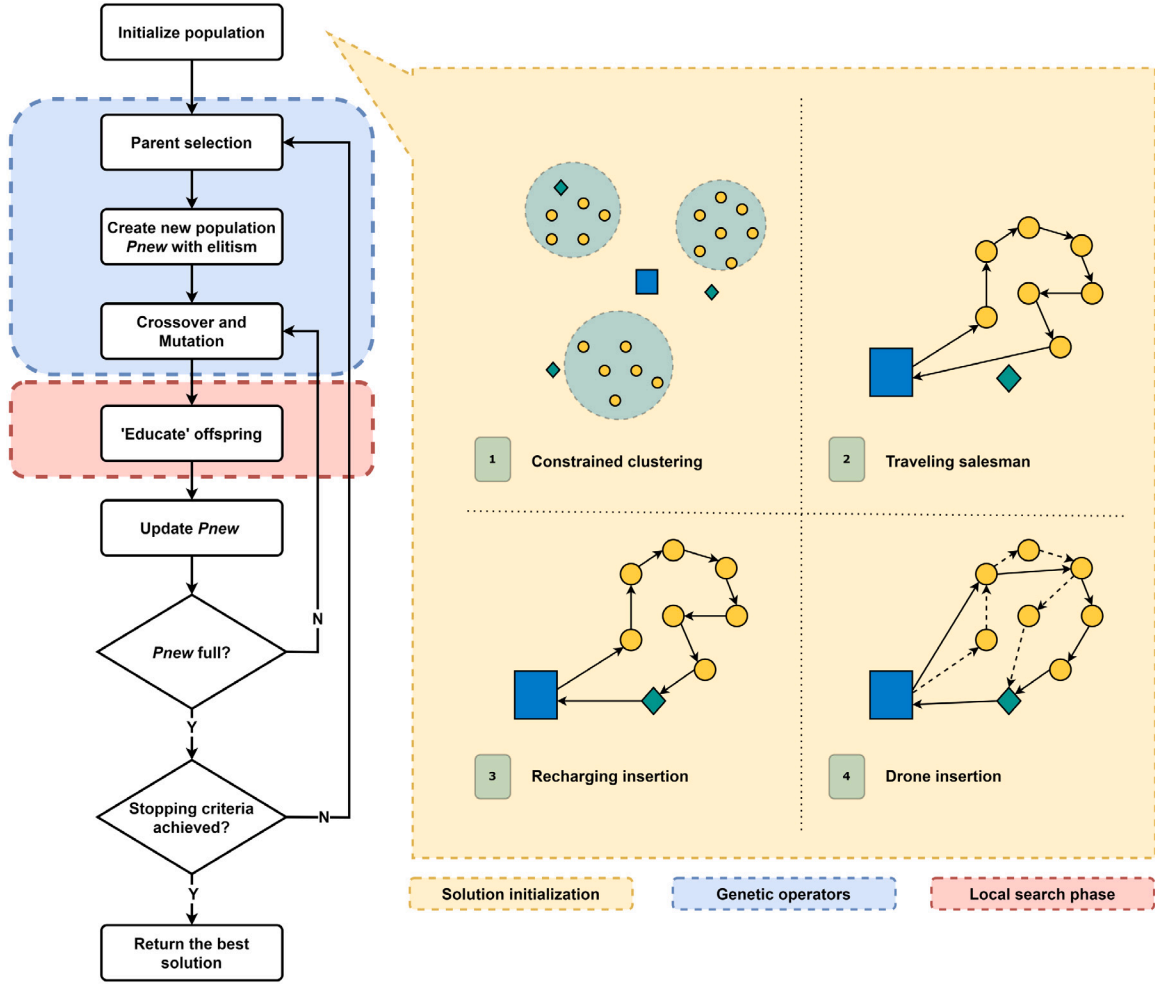 Initialize population
Parent selection
Create new population
Pnew with elitism
Crossover and
Mutation
'Educate' offspring
Update Pnew
Pnew full?
N
Y
Stopping criteria
achieved?
N
Y
Return the best
solution
1 Constrained clustering
2 Traveling salesman
3 Recharging insertion
4 Drone insertion
Solution initialization
Genetic operators
Local search phase